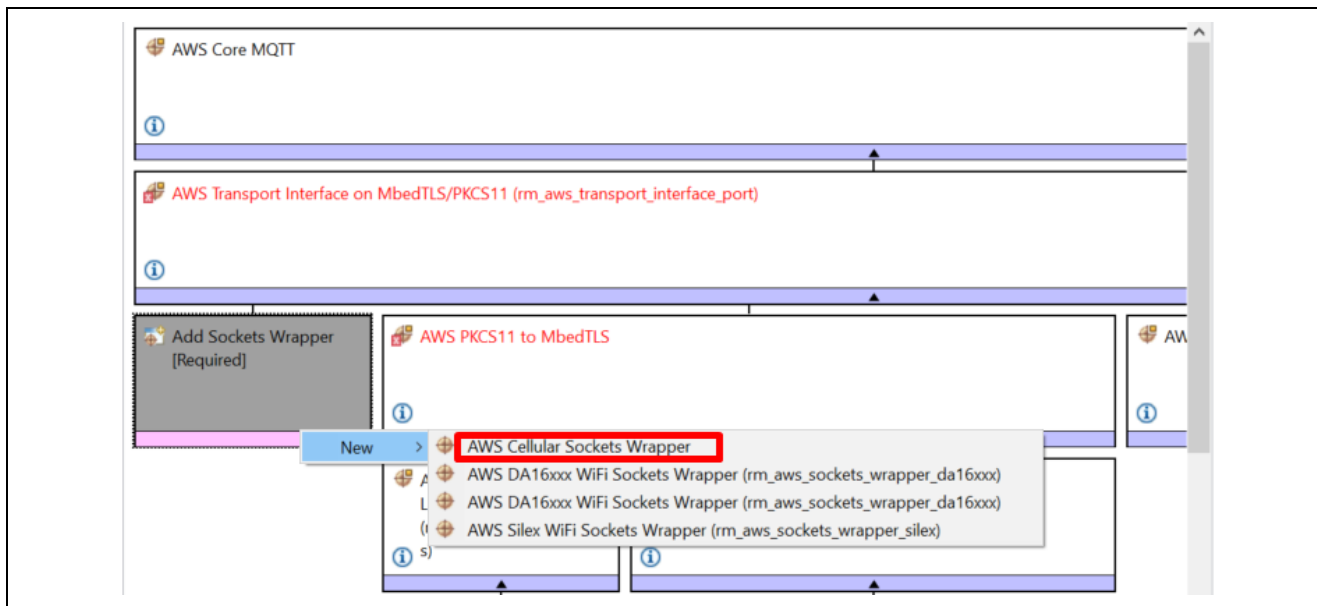 AWS Core MQTT
AWS Transport Interface on MbedTLS/PKCS11 (rm_aws_transport_interface_port)
Add Sockets Wrapper
[Required]
AWS PKCS11 to MbedTLS
AW
New
AWS Cellular Sockets Wrapper
AWS DA16xxx WiFi Sockets Wrapper (rm_aws_sockets_wrapper_da16xxx)
AWS DA16xxx WiFi Sockets Wrapper (rm_aws_sockets_wrapper_da16xxx)
AWS Silex WiFi Sockets Wrapper (rm_aws_sockets_wrapper_silex)
A
L
s)